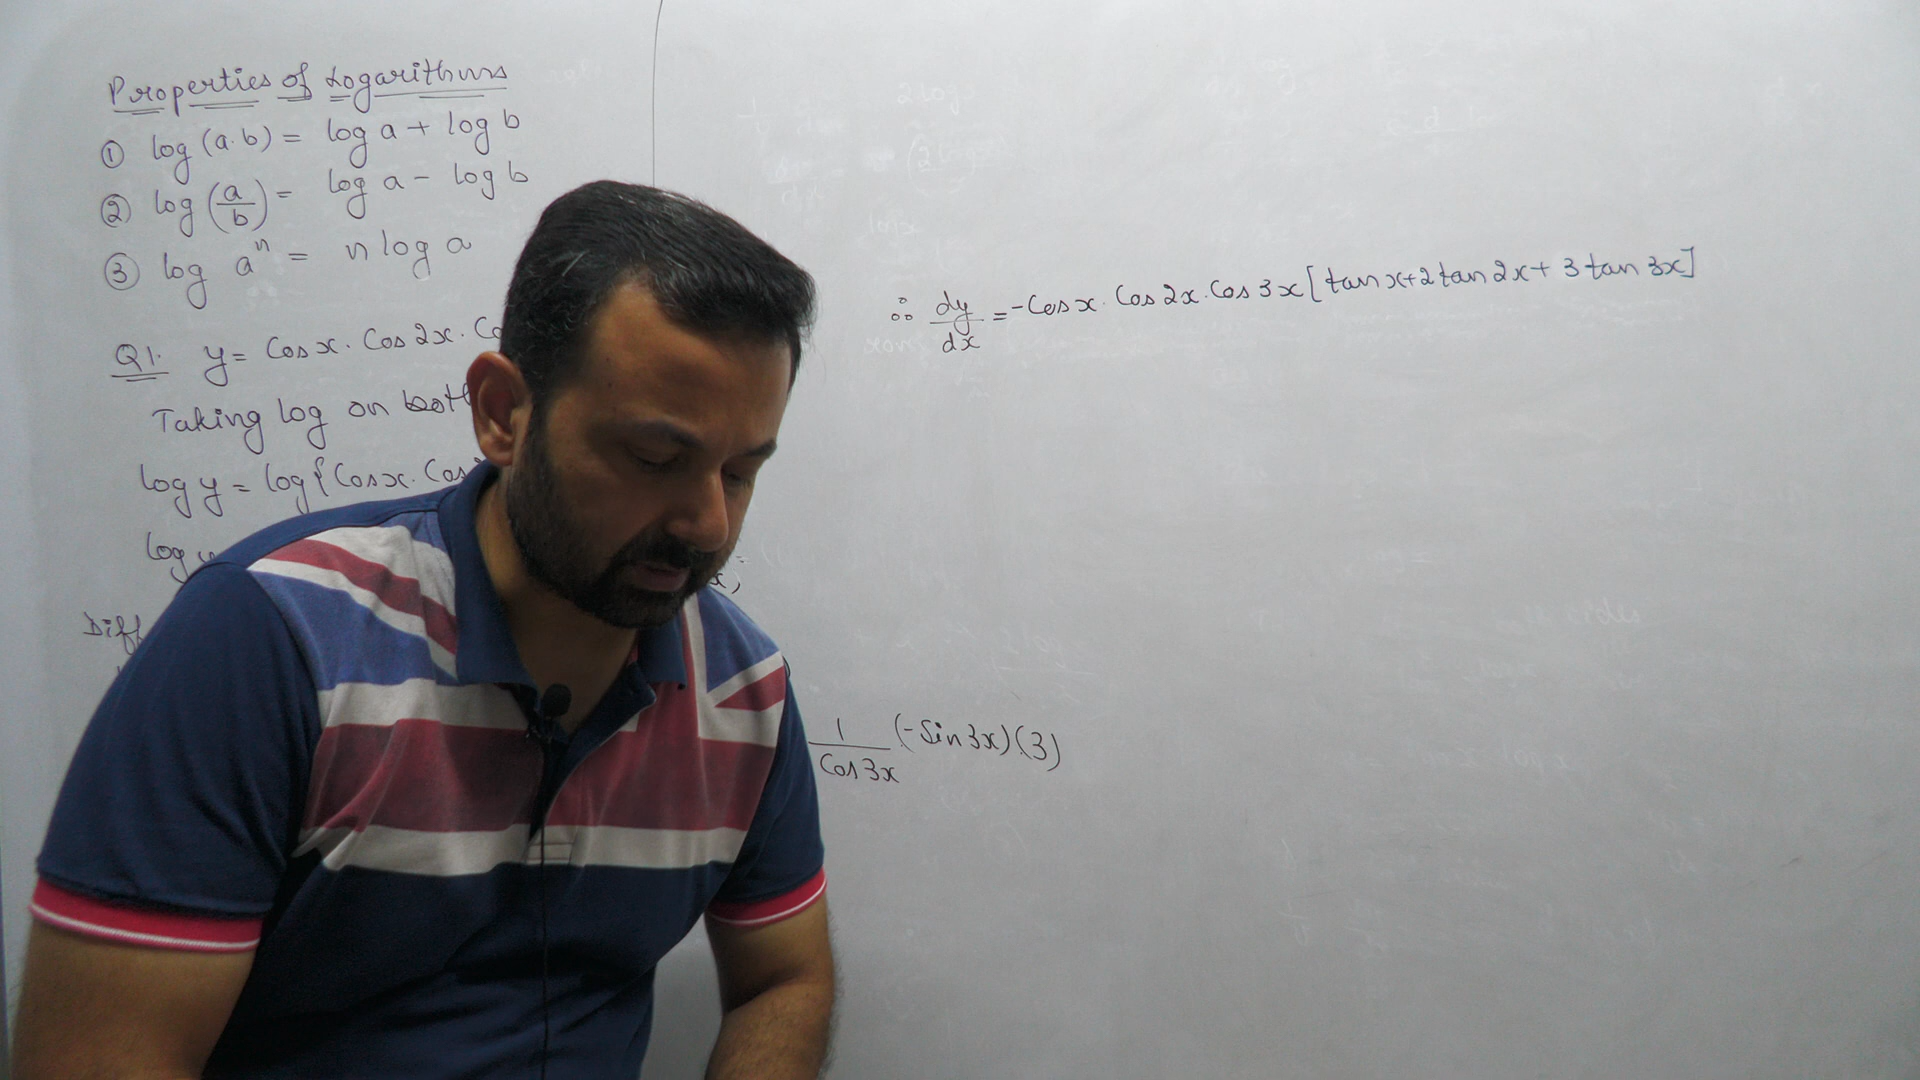 Properties of Logarithms
① log (a.b) = log a + log b
② log (a/b) = log a - log b
③ log aⁿ = n log a
Q1. y = Cos x . Cos 2x .
Taking log on both
log y = log { Cos x . Cos
log
Diff
1/Cos 3x (-Sin 3x) (3)
∴ dy/dx = - Cos x . Cos 2x . Cos 3x [ tan x + 2 tan 2x + 3 tan 3x ]